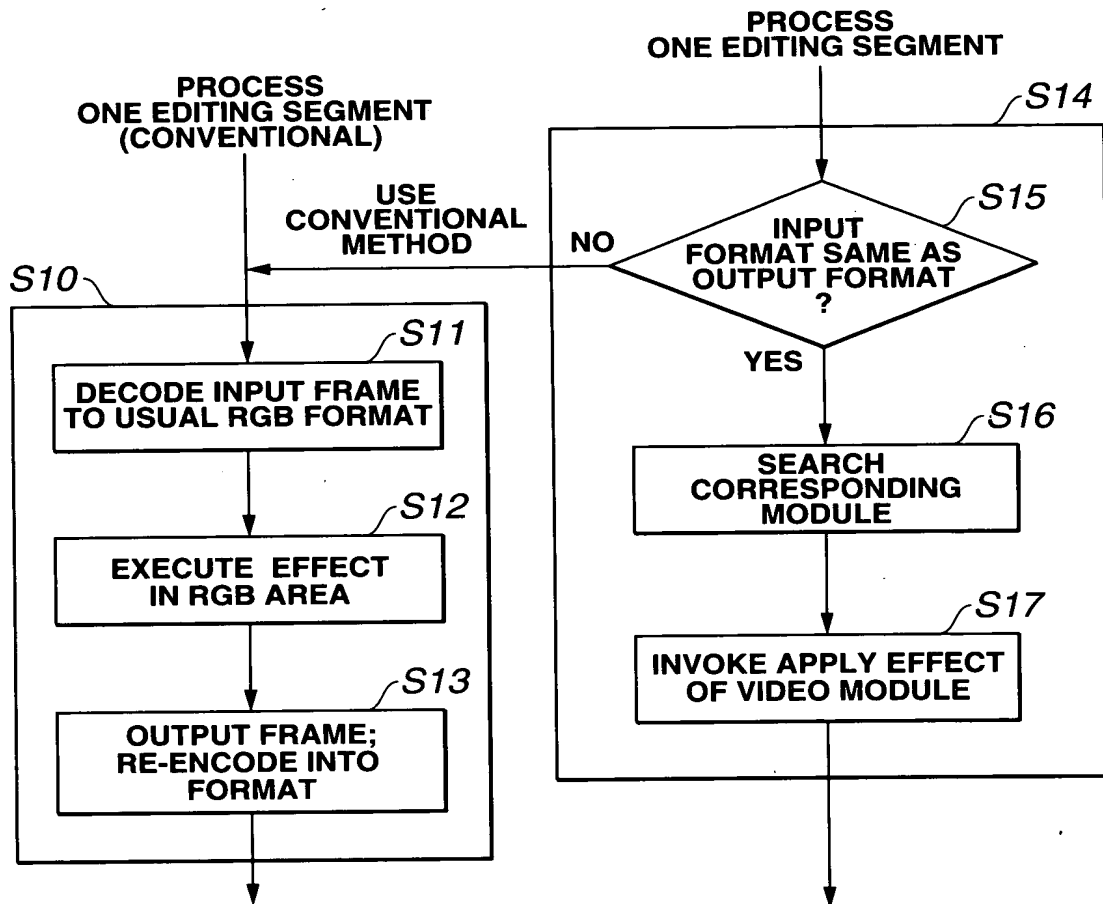 PROCESS
ONE EDITING SEGMENT
S14
PROCESS
ONE EDITING SEGMENT
(CONVENTIONAL)
USE
CONVENTIONAL
METHOD
NO
S15
INPUT
FORMAT SAME AS
OUTPUT FORMAT
?
YES
S10
S11
DECODE INPUT FRAME
TO USUAL RGB FORMAT
S12
EXECUTE EFFECT
IN RGB AREA
S13
OUTPUT FRAME;
RE-ENCODE INTO
FORMAT
S16
SEARCH
CORRESPONDING
MODULE
S17
INVOKE APPLY EFFECT
OF VIDEO MODULE